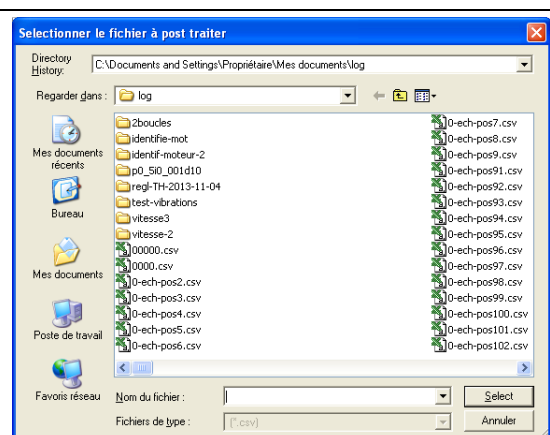 Selectionner le fichier à post traiter
Directory History:
C:\Documents and Settings\Propriétaire\Mes documents\log
Regarder dans :
log
Mes documents récents
Bureau
Mes documents
Poste de travail
Favoris réseau
2boucles
identifie-mot
identif-moteur-2
p0_5i0_001d10
regl-TH-2013-11-04
test-vibrations
vitesse3
vitesse-2
00000.csv
0000.csv
0-ech-pos2.csv
0-ech-pos3.csv
0-ech-pos4.csv
0-ech-pos5.csv
0-ech-pos6.csv
0-ech-pos7.csv
0-ech-pos8.csv
0-ech-pos9.csv
0-ech-pos91.csv
0-ech-pos92.csv
0-ech-pos93.csv
0-ech-pos94.csv
0-ech-pos95.csv
0-ech-pos96.csv
0-ech-pos97.csv
0-ech-pos98.csv
0-ech-pos99.csv
0-ech-pos100.csv
0-ech-pos101.csv
0-ech-pos102.csv
Nom du fichier :
Select
Fichiers de type :
(*.csv)
Annuler